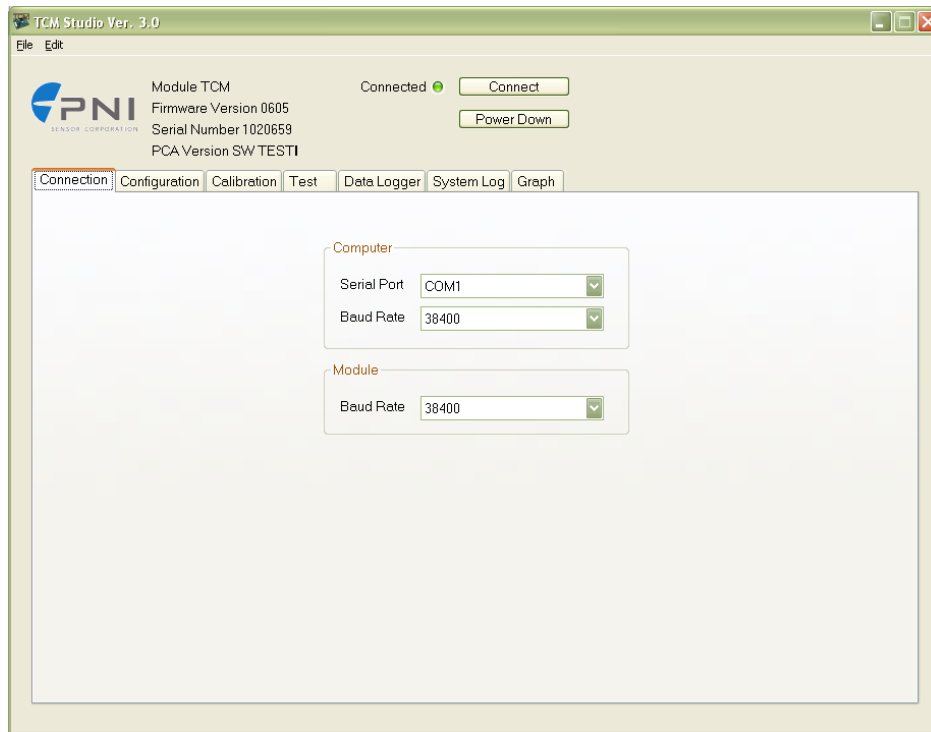 TCM Studio Ver. 3.0
File Edit
PNI
SENSOR CORPORATION
Module TCM
Firmware Version 0605
Serial Number 1020659
PCA Version SW TESTI
Connected
Connect
Power Down
Connection Configuration Calibration Test Data Logger System Log Graph
Computer
Serial Port COM1
Baud Rate 38400
Module
Baud Rate 38400